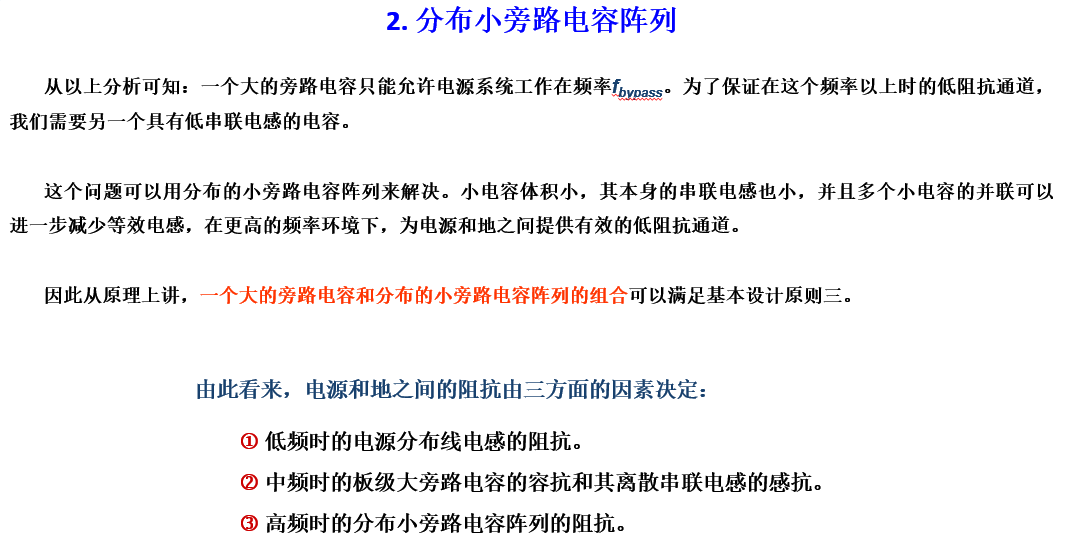 2. 分布小旁路电容阵列
从以上分析可知：一个大的旁路电容只能允许电源系统工作在频率fbypass。为了保证在这个频率以上时的低阻抗通道，
我们需要另一个具有低串联电感的电容。
这个问题可以用分布的小旁路电容阵列来解决。小电容体积小，其本身的串联电感也小，并且多个小电容的并联可以
进一步减少等效电感，在更高的频率环境下，为电源和地之间提供有效的低阻抗通道。
因此从原理上讲，一个大的旁路电容和分布的小旁路电容阵列的组合可以满足基本设计原则三。
由此看来，电源和地之间的阻抗由三方面的因素决定：
① 低频时的电源分布线电感的阻抗。
② 中频时的板级大旁路电容的容抗和其离散串联电感的感抗。
③ 高频时的分布小旁路电容阵列的阻抗。